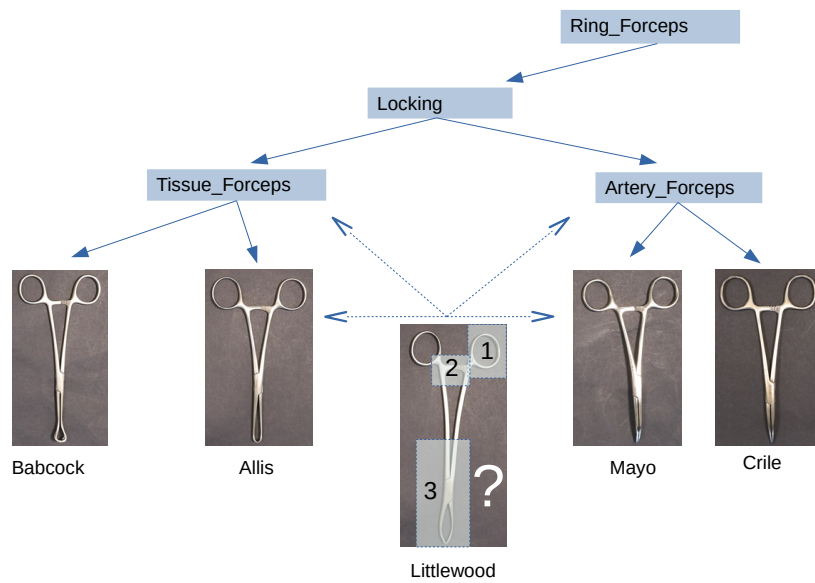 Ring_Forceps
Locking
Tissue_Forceps
Artery_Forceps
1
2
3
?
Babcock
Allis
Mayo
Crile
Littlewood